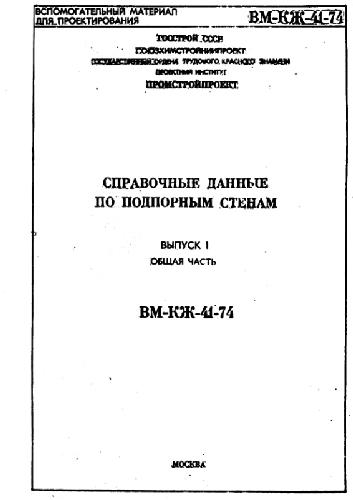 ВСПОМОГАТЕЛЬНЫЙ МАТЕРИАЛ
ДЛЯ ПРОЕКТИРОВАНИЯ
ВМ-КЖ-41-74
ГОССТРОЙ СССР
СОЮЗХИМСТРОЙНИИПРОЕКТ
ГОСУДАРСТВЕННЫЙ ОРДЕНА ТРУДОВОГО КРАСНОГО ЗНАМЕНИ
ПРОЕКТНЫЙ ИНСТИТУТ
ПРОМСТРОЙПРОЕКТ
СПРАВОЧНЫЕ ДАННЫЕ
ПО ПОДПОРНЫМ СТЕНАМ
ВЫПУСК I
ОБЩАЯ ЧАСТЬ
ВМ-КЖ-41-74
МОСКВА